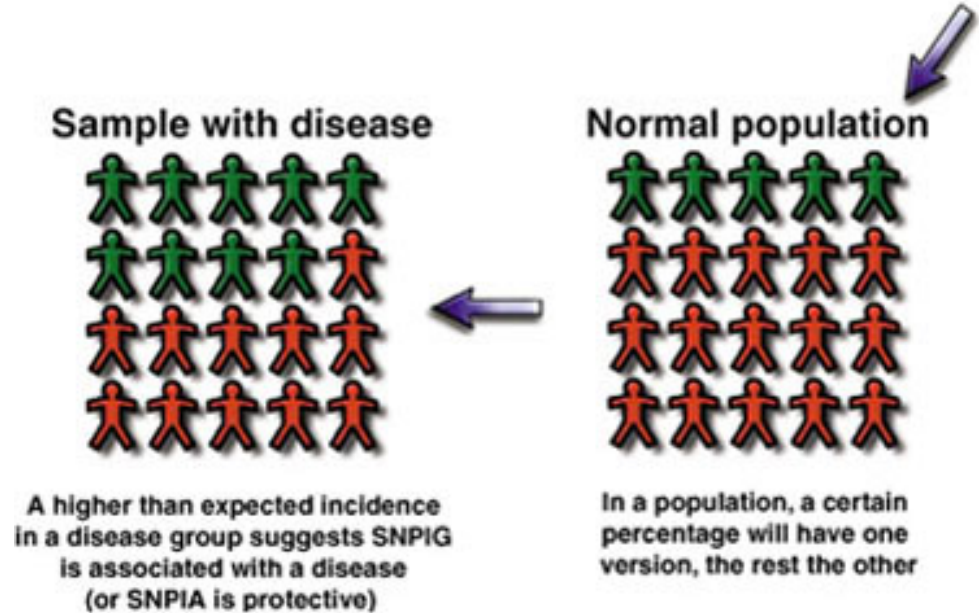 Sample with disease
Normal population
A higher than expected incidence
in a disease group suggests SNPIG
is associated with a disease
(or SNPIA is protective)
In a population, a certain
percentage will have one
version, the rest the other